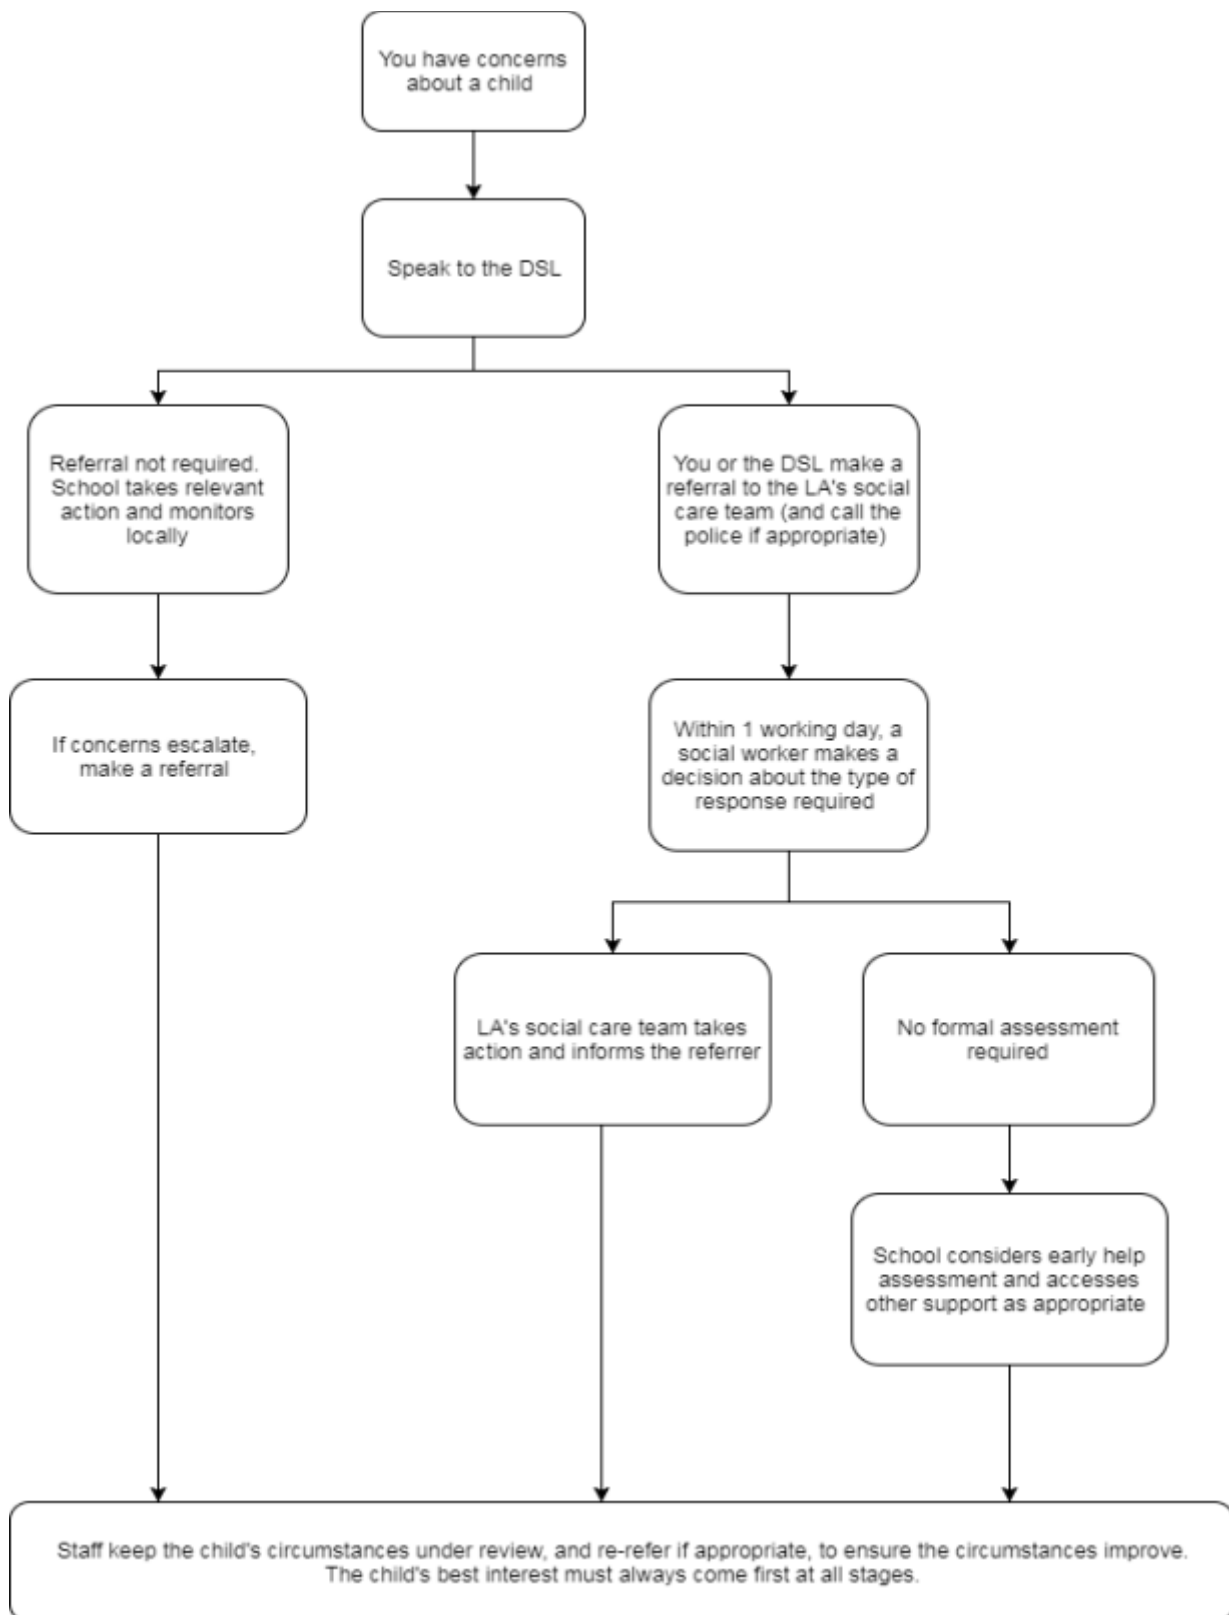 You have concerns
about a child
Speak to the DSL
Referral not required.
School takes relevant
action and monitors
locally
You or the DSL make a
referral to the LA's social
care team (and call the
police if appropriate)
If concerns escalate,
make a referral
Within 1 working day, a
social worker makes a
decision about the type of
response required
LA's social care team takes
action and informs the referrer
No formal assessment
required
School considers early help
assessment and accesses
other support as appropriate
Staff keep the child's circumstances under review, and re-refer if appropriate, to ensure the circumstances improve.
The child's best interest must always come first at all stages.